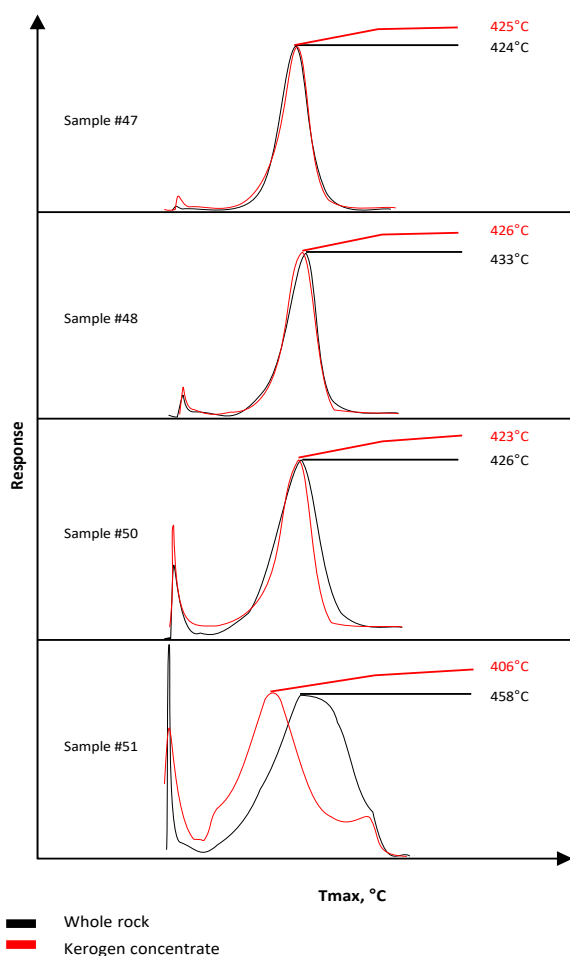 425°C
424°C
Sample #47
426°C
433°C
Sample #48
423°C
426°C
Response
Sample #50
406°C
458°C
Sample #51
Tmax, °C
Whole rock
Kerogen concentrate